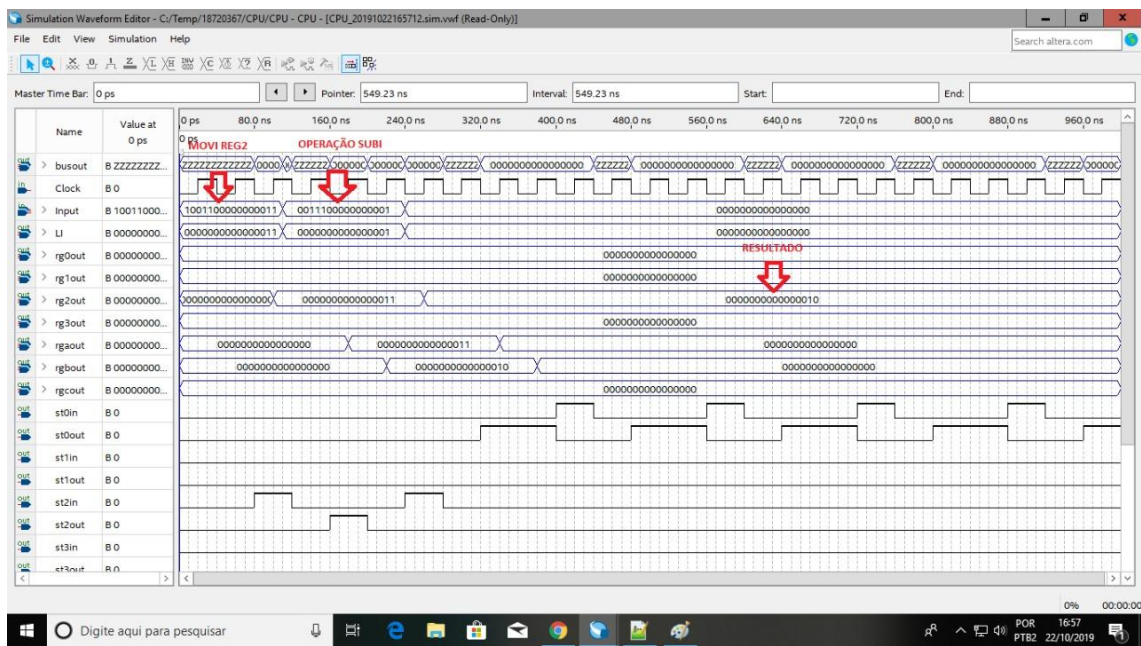 Simulation Waveform Editor - C:/Temp/18720367/CPU/CPU - CPU - [CPU_20191022165712.sim.vwf (Read-Only)]
File Edit View Simulation Help
Search altera.com
Master Time Bar: 0 ps Pointer: 549.23 ns Interval: 549.23 ns Start: End:
Name Value at 0 ps
0 ps 80.0 ns 160.0 ns 240.0 ns 320.0 ns 400.0 ns 480.0 ns 560.0 ns 640.0 ns 720.0 ns 800.0 ns 880.0 ns 960.0 ns
0 ps
MOVI REG2 OPERAÇÃO SUBI
busout B ZZZZZZZZ... ZZZZZZ 0000000000000000 ZZZZZZ 0000000000000000 ZZZZZZ 0000000000000000 ZZZZZZ 0000000000000000 ZZZZZZ
Clock B 0
Input B 10011000... 1001100000000011 0011100000000001 0000000000000000
LI B 00000000... 0000000000000011 0000000000000001 0000000000000000
rg0out B 00000000... 0000000000000000
RESULTADO
rg1out B 00000000... 0000000000000000
rg2out B 00000000... 0000000000000011 0000000000000010
rg3out B 00000000... 0000000000000000
rgaout B 00000000... 0000000000000000 0000000000000011 0000000000000000
rgbout B 00000000... 0000000000000000 0000000000000010 0000000000000000
rgcout B 00000000... 0000000000000000
st0in B 0
st0out B 0
st1in B 0
st1out B 0
st2in B 0
st2out B 0
st3in B 0
st3out B 0
0% 00:00:00
Digite aqui para pesquisar
POR 16:57
PTB2 22/10/2019